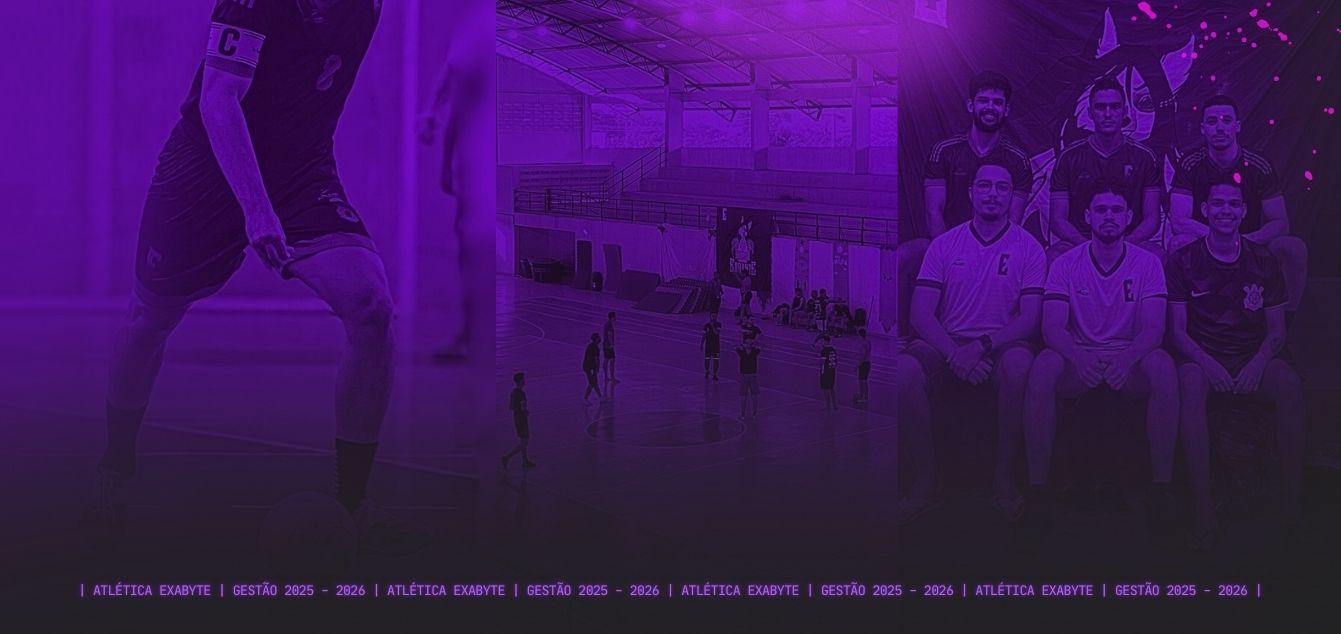 C
EXABYTE
E
E
| ATLÉTICA EXABYTE | GESTÃO 2025 - 2026 | ATLÉTICA EXABYTE | GESTÃO 2025 - 2026 | ATLÉTICA EXABYTE | GESTÃO 2025 - 2026 | ATLÉTICA EXABYTE | GESTÃO 2025 - 2026 |